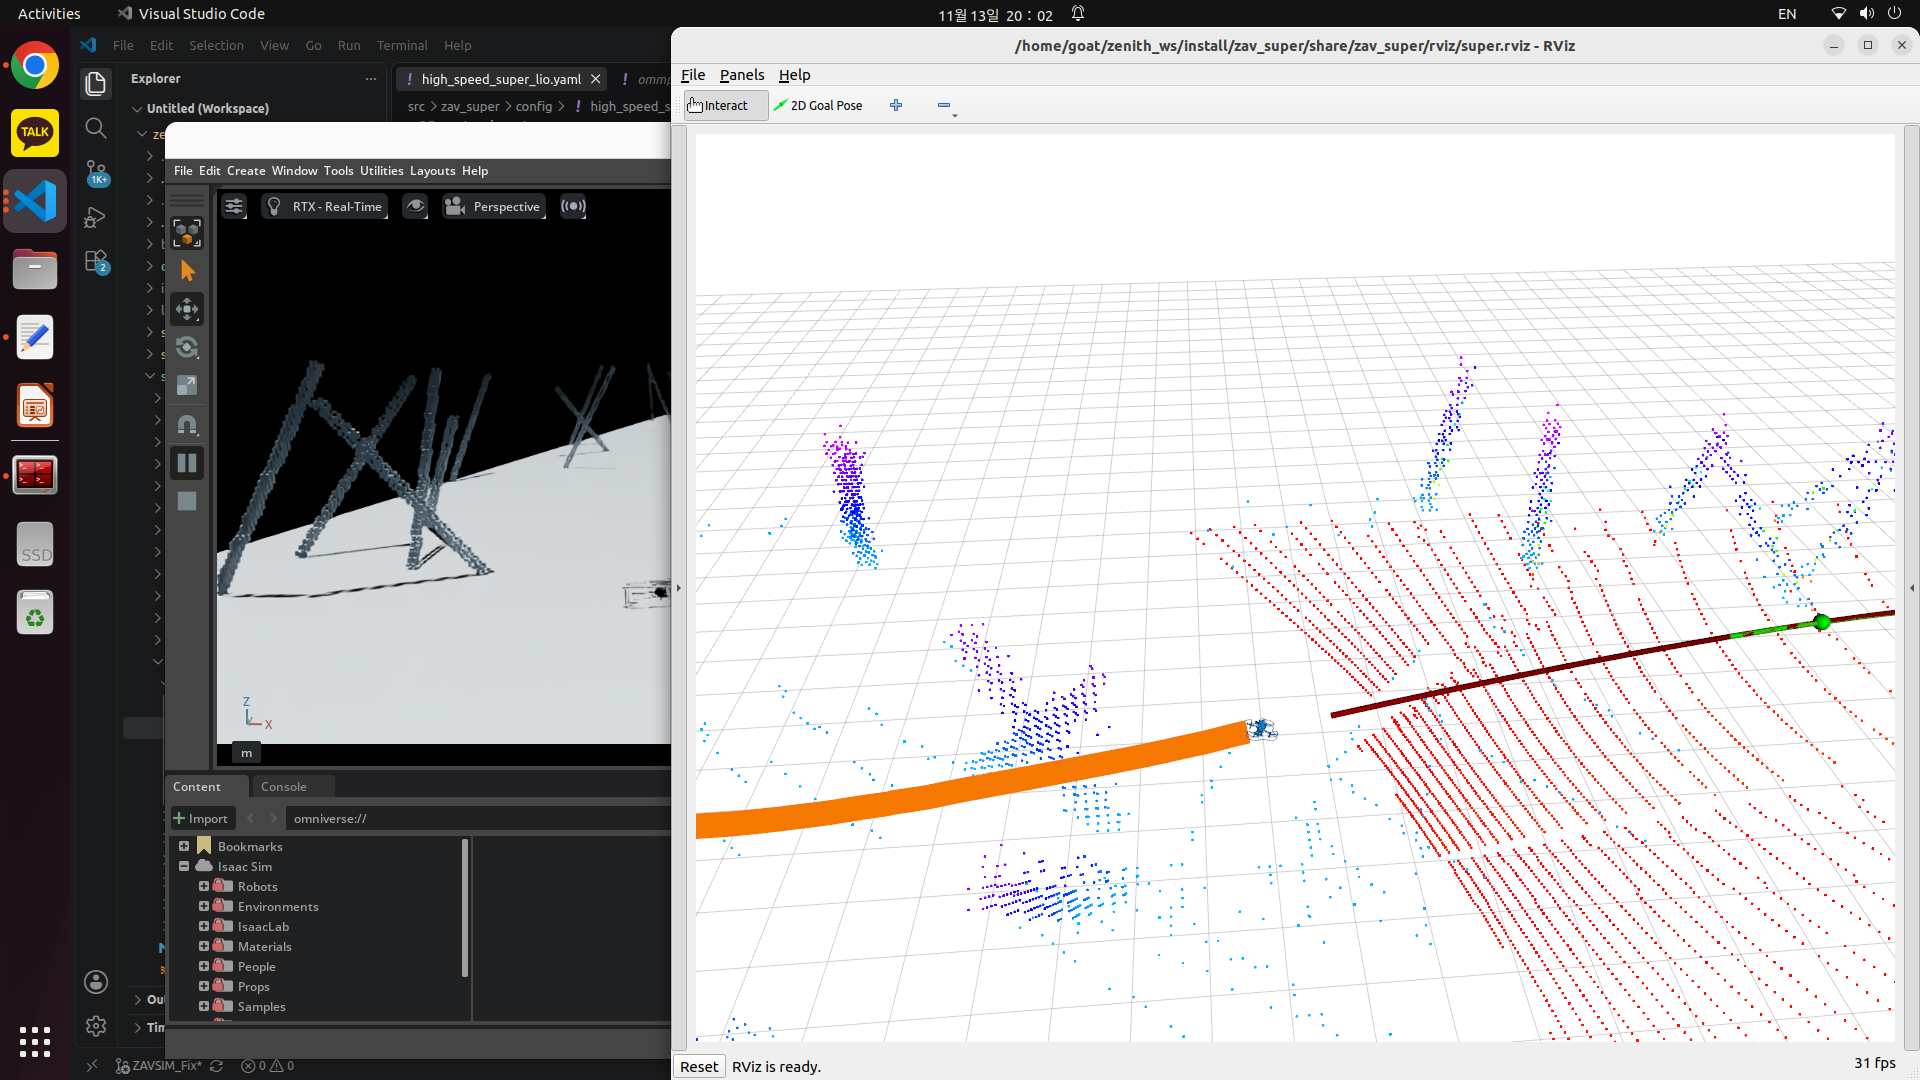 Activities
Visual Studio Code
11월 13일 20 : 02
EN
File Edit Selection View Go Run Terminal Help
Explorer
...
high_speed_super_lio.yaml
Untitled (Workspace)
src > zav_super > config > ! high_speed_s
1K+
2
TALK
SSD
/home/goat/zenith_ws/install/zav_super/share/zav_super/rviz/super.rviz - RViz
File Panels Help
Interact
2D Goal Pose
File Edit Create Window Tools Utilities Layouts Help
RTX - Real-Time
Perspective
Z
X
m
Content
Console
Import
omniverse://
Bookmarks
Isaac Sim
Robots
Environments
IsaacLab
Materials
People
Props
Samples
Ou
Tim
ZAVSIM_Fix*
0 0
Reset
RViz is ready.
31 fps